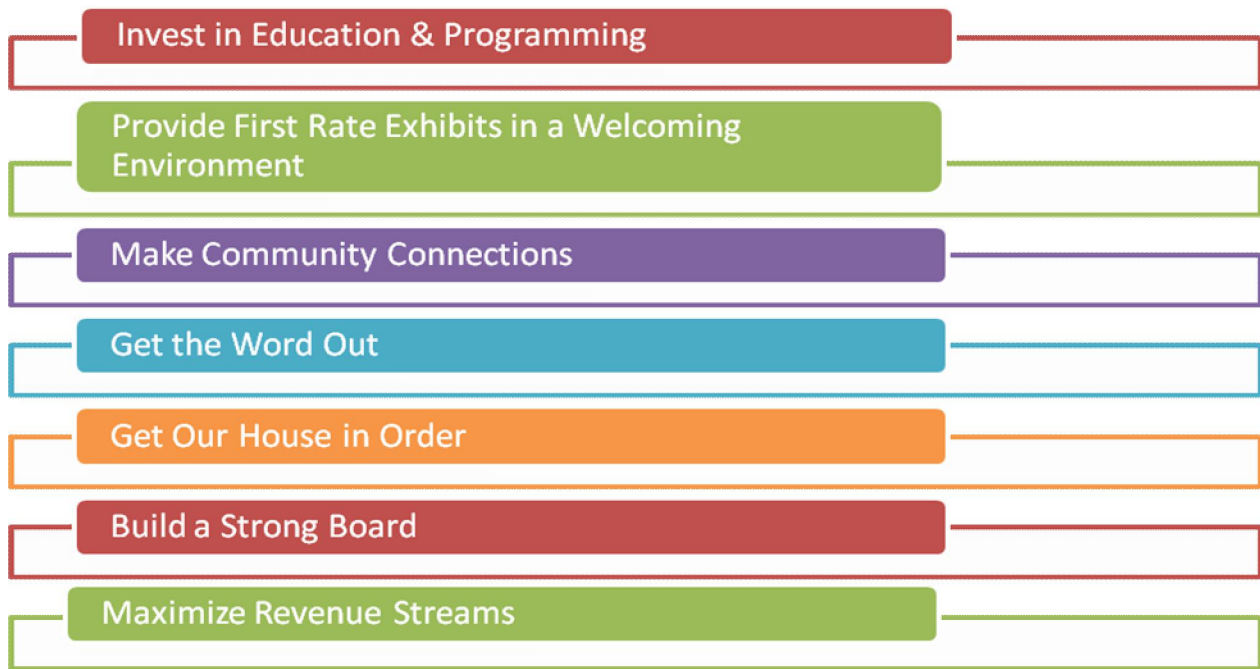 Invest in Education & Programming
Provide First Rate Exhibits in a Welcoming
Environment
Make Community Connections
Get the Word Out
Get Our House in Order
Build a Strong Board
Maximize Revenue Streams